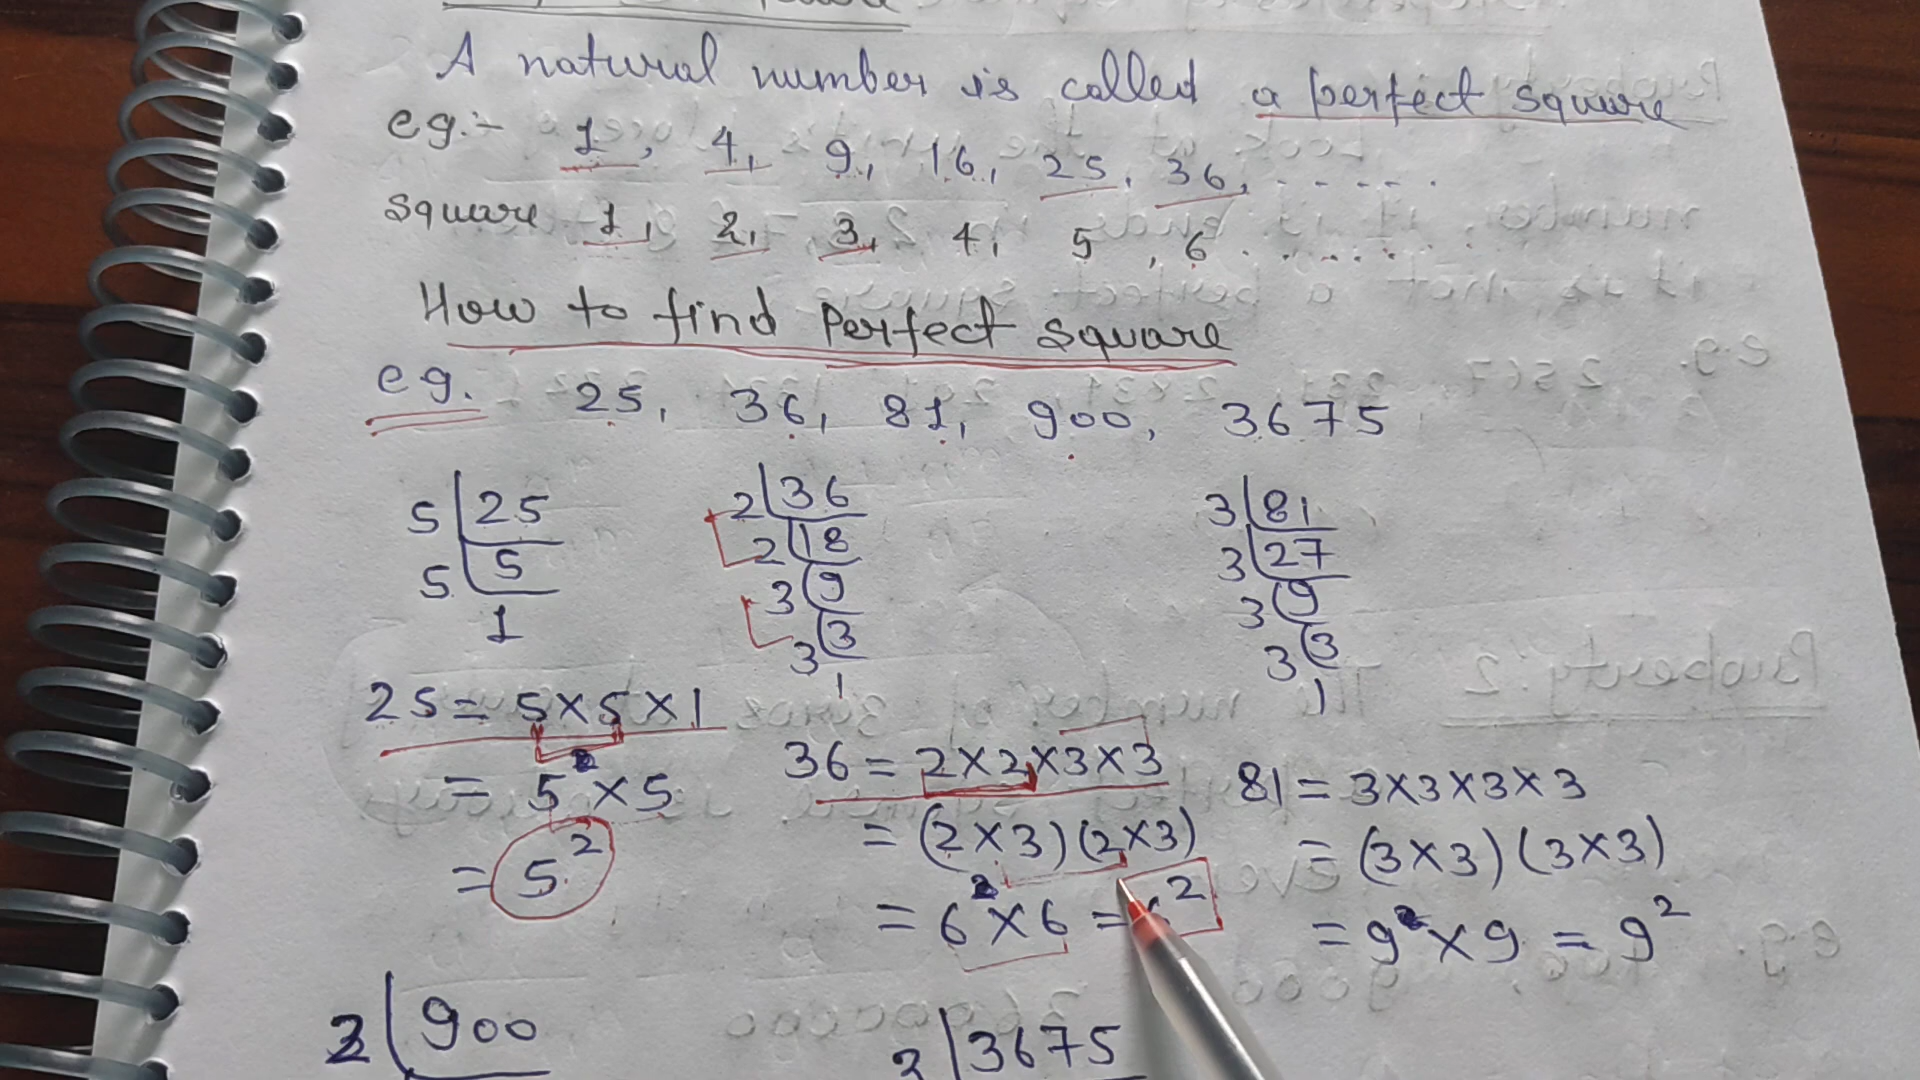 A natural number is called a perfect square
eg:- 1, 4, 9, 16, 25, 36, ......
square 1, 2, 3, 4, 5, 6 ......
How to find Perfect square
eg. 25, 36, 81, 900, 3675
5 | 25
5 | 5
1
2 | 36
2 | 18
3 | 9
3 | 3
1
3 | 81
3 | 27
3 | 9
3 | 3
1
25 = 5 × 5 × 1
= 5 × 5
= 5²
36 = 2 × 2 × 3 × 3
= (2 × 3) (2 × 3)
= 6 × 6 = 6²
81 = 3 × 3 × 3 × 3
= (3 × 3) (3 × 3)
= 9 × 9 = 9²
2 | 900
3675